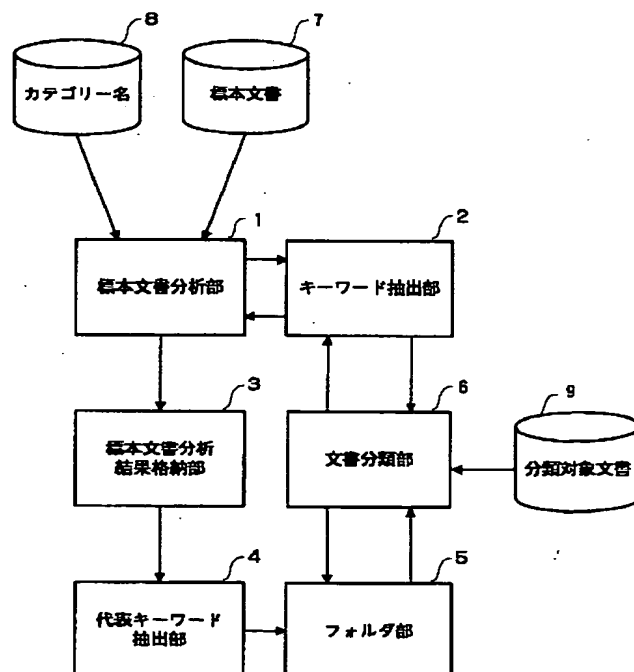 8
7
カテゴリー名
標本文書
1
2
標本文書分析部
キーワード抽出部
3
6
9
標本文書分析
結果格納部
文書分類部
分類対象文書
4
5
代表キーワード
抽出部
フォルダ部